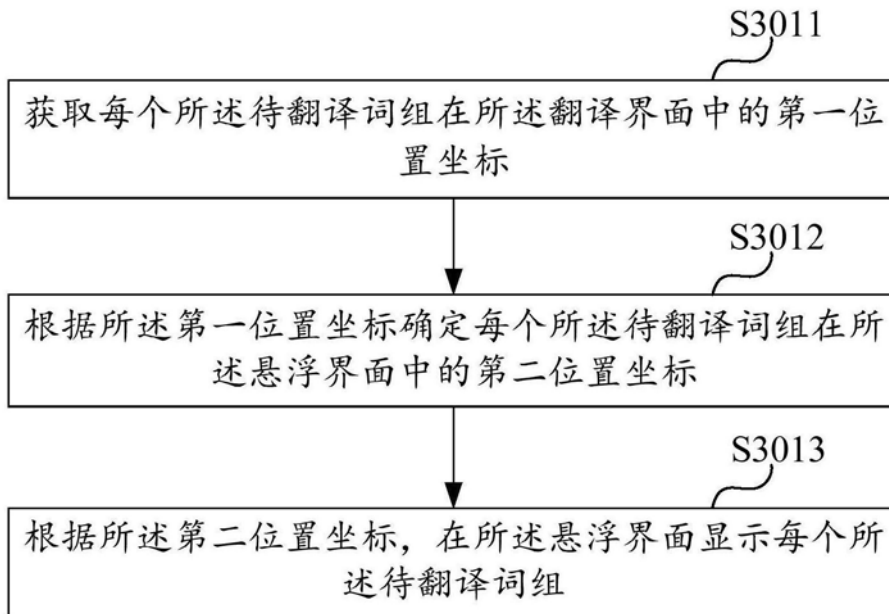 S3011
获取每个所述待翻译词组在所述翻译界面中的第一位
置坐标
S3012
根据所述第一位置坐标确定每个所述待翻译词组在所
述悬浮界面中的第二位置坐标
S3013
根据所述第二位置坐标，在所述悬浮界面显示每个所
述待翻译词组